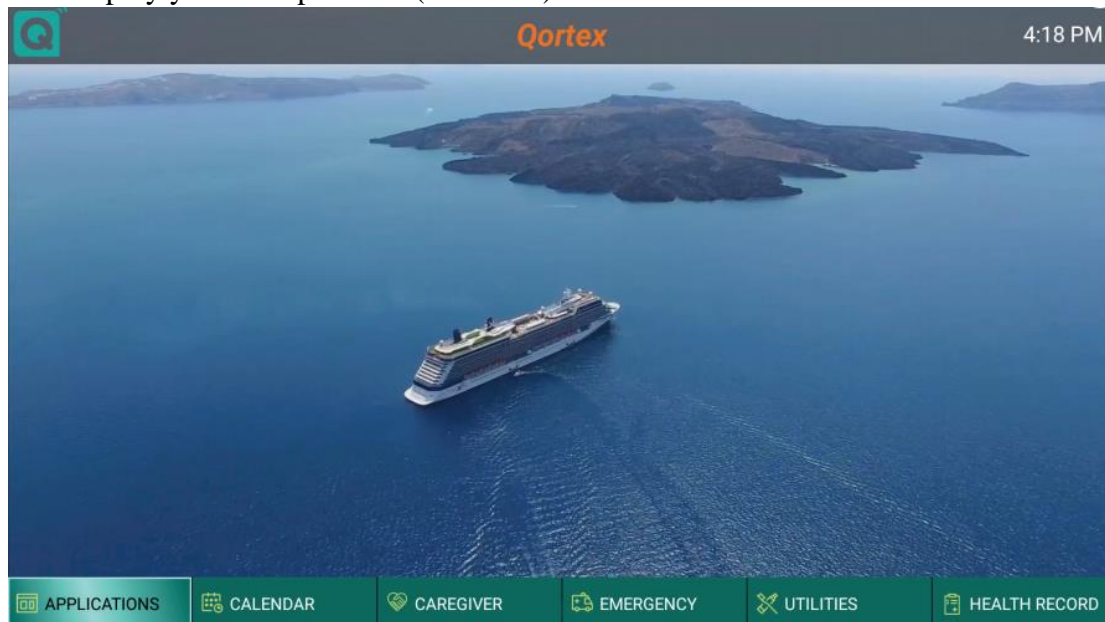 Q
Qortex
4:18 PM
APPLICATIONS
CALENDAR
CAREGIVER
EMERGENCY
UTILITIES
HEALTH RECORD